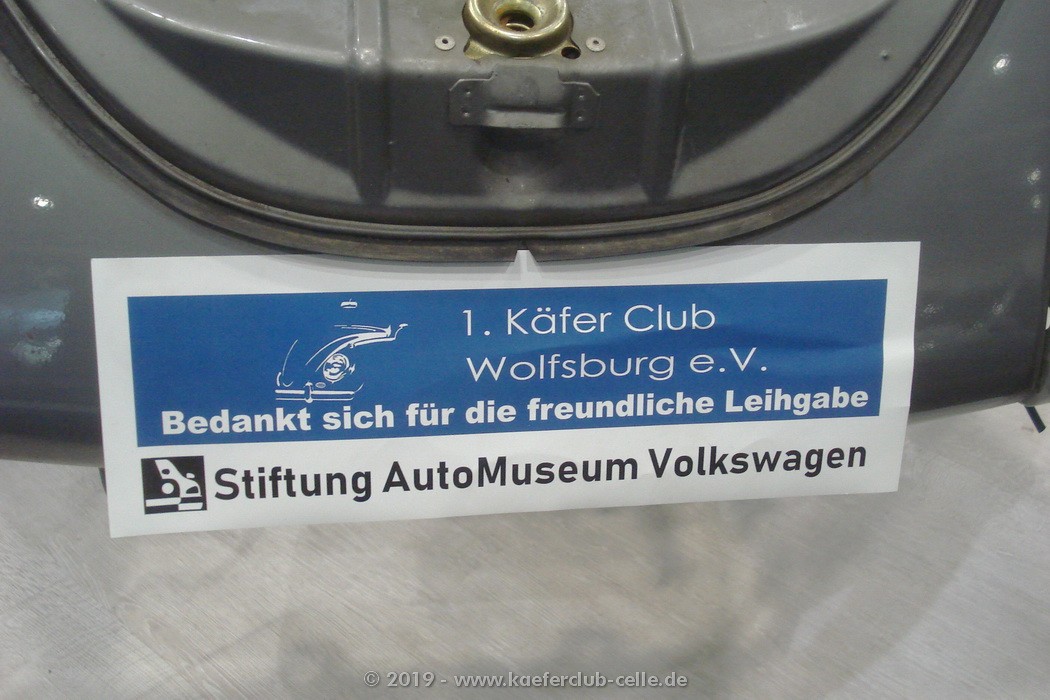 1. Käfer Club
Wolfsburg e.V.
Bedankt sich für die freundliche Leihgabe
Stiftung AutoMuseum Volkswagen
© 2019 - www.kaeferclub-celle.de